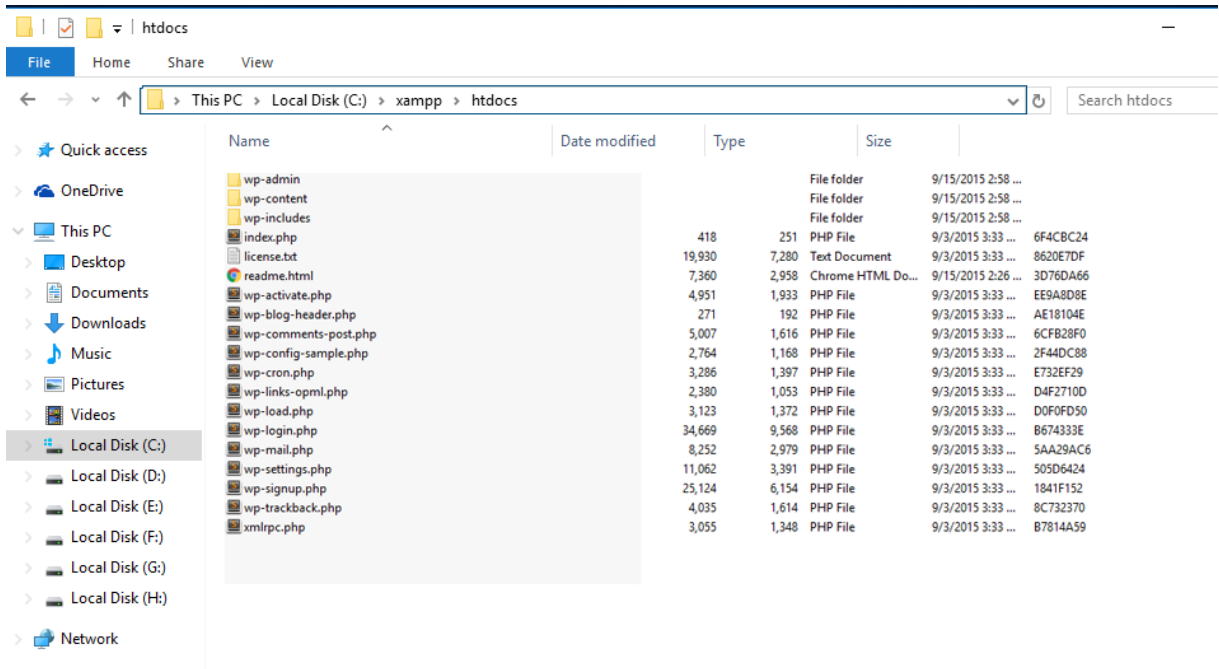 htdocs
File Home Share View
This PC > Local Disk (C:) > xampp > htdocs Search htdocs
Name Date modified Type Size
Quick access
OneDrive
This PC
Desktop
Documents
Downloads
Music
Pictures
Videos
Local Disk (C:)
Local Disk (D:)
Local Disk (E:)
Local Disk (F:)
Local Disk (G:)
Local Disk (H:)
Network
wp-admin File folder 9/15/2015 2:58 ...
wp-content File folder 9/15/2015 2:58 ...
wp-includes File folder 9/15/2015 2:58 ...
index.php 418 251 PHP File 9/3/2015 3:33 ... 6F4CBC24
license.txt 19,930 7,280 Text Document 9/3/2015 3:33 ... 8620E7DF
readme.html 7,360 2,958 Chrome HTML Do... 9/15/2015 2:26 ... 3D76DA66
wp-activate.php 4,951 1,933 PHP File 9/3/2015 3:33 ... EE9A8D8E
wp-blog-header.php 271 192 PHP File 9/3/2015 3:33 ... AE18104E
wp-comments-post.php 5,007 1,616 PHP File 9/3/2015 3:33 ... 6CFB28F0
wp-config-sample.php 2,764 1,168 PHP File 9/3/2015 3:33 ... 2F44DC88
wp-cron.php 3,286 1,397 PHP File 9/3/2015 3:33 ... E732EF29
wp-links-opml.php 2,380 1,053 PHP File 9/3/2015 3:33 ... D4F2710D
wp-load.php 3,123 1,372 PHP File 9/3/2015 3:33 ... D0F0FD50
wp-login.php 34,669 9,568 PHP File 9/3/2015 3:33 ... B674333E
wp-mail.php 8,252 2,979 PHP File 9/3/2015 3:33 ... 5AA29AC6
wp-settings.php 11,062 3,391 PHP File 9/3/2015 3:33 ... 505D6424
wp-signup.php 25,124 6,154 PHP File 9/3/2015 3:33 ... 1841F152
wp-trackback.php 4,035 1,614 PHP File 9/3/2015 3:33 ... 8C732370
xmlrpc.php 3,055 1,348 PHP File 9/3/2015 3:33 ... B7814A59